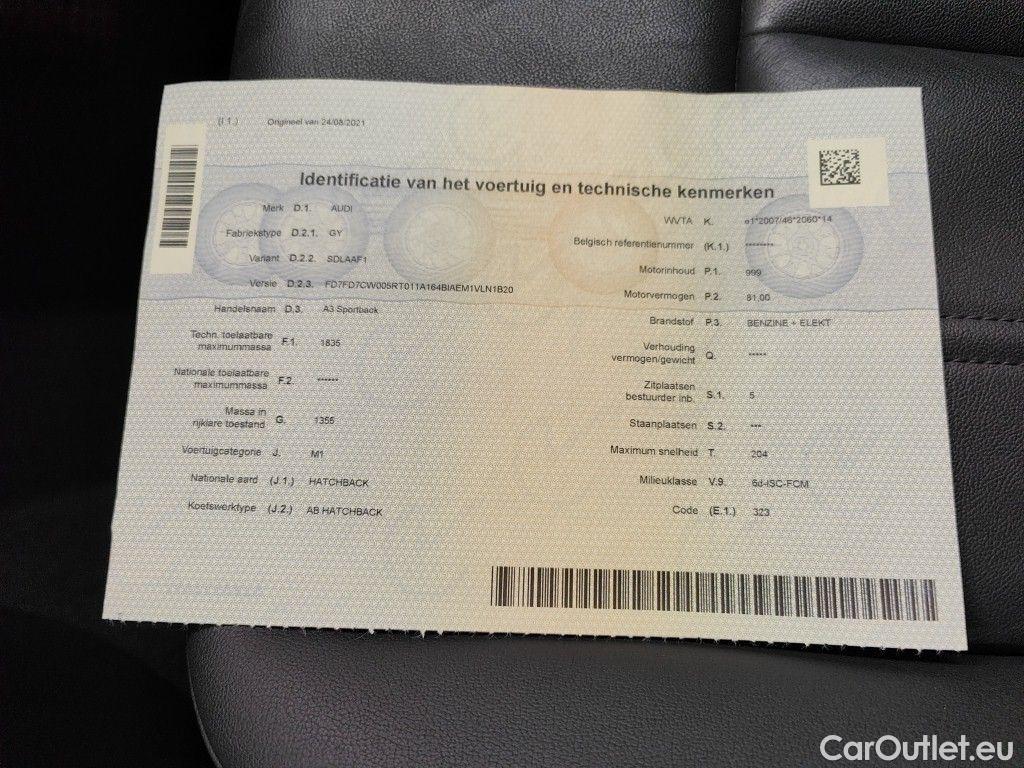 (I 1.) Origineel van 24/08/2021
Identificatie van het voertuig en technische kenmerken
Merk D.1. AUDI
Fabriekstype D.2.1. GY
Variant D.2.2. SDLAAF1
Versie D.2.3. FD7FD7CW005RT011A164BIAEM1VLN1B20
Handelsnaam D.3. A3 Sportback
Techn. toelaatbare
maximummassa F.1. 1835
Nationale toelaatbare
maximummassa F.2. ******
Massa in
rijklare toestand G. 1355
Voertuigcategorie J. M1
Nationale aard (J.1.) HATCHBACK
Koetswerktype (J.2.) AB HATCHBACK
WVTA K. e1*2007/46*2060*14
Belgisch referentienummer (K.1.) ********
Motorinhoud P.1. 999
Motorvermogen P.2. 81,00
Brandstof P.3. BENZINE + ELEKT
Verhouding
vermogen/gewicht Q. *****
Zitplaatsen
bestuurder inb. S.1. 5
Staanplaatsen S.2. ***
Maximum snelheid T. 204
Milieuklasse V.9. 6d-ISC-FCM
Code (E.1.) 323
CarOutlet.eu